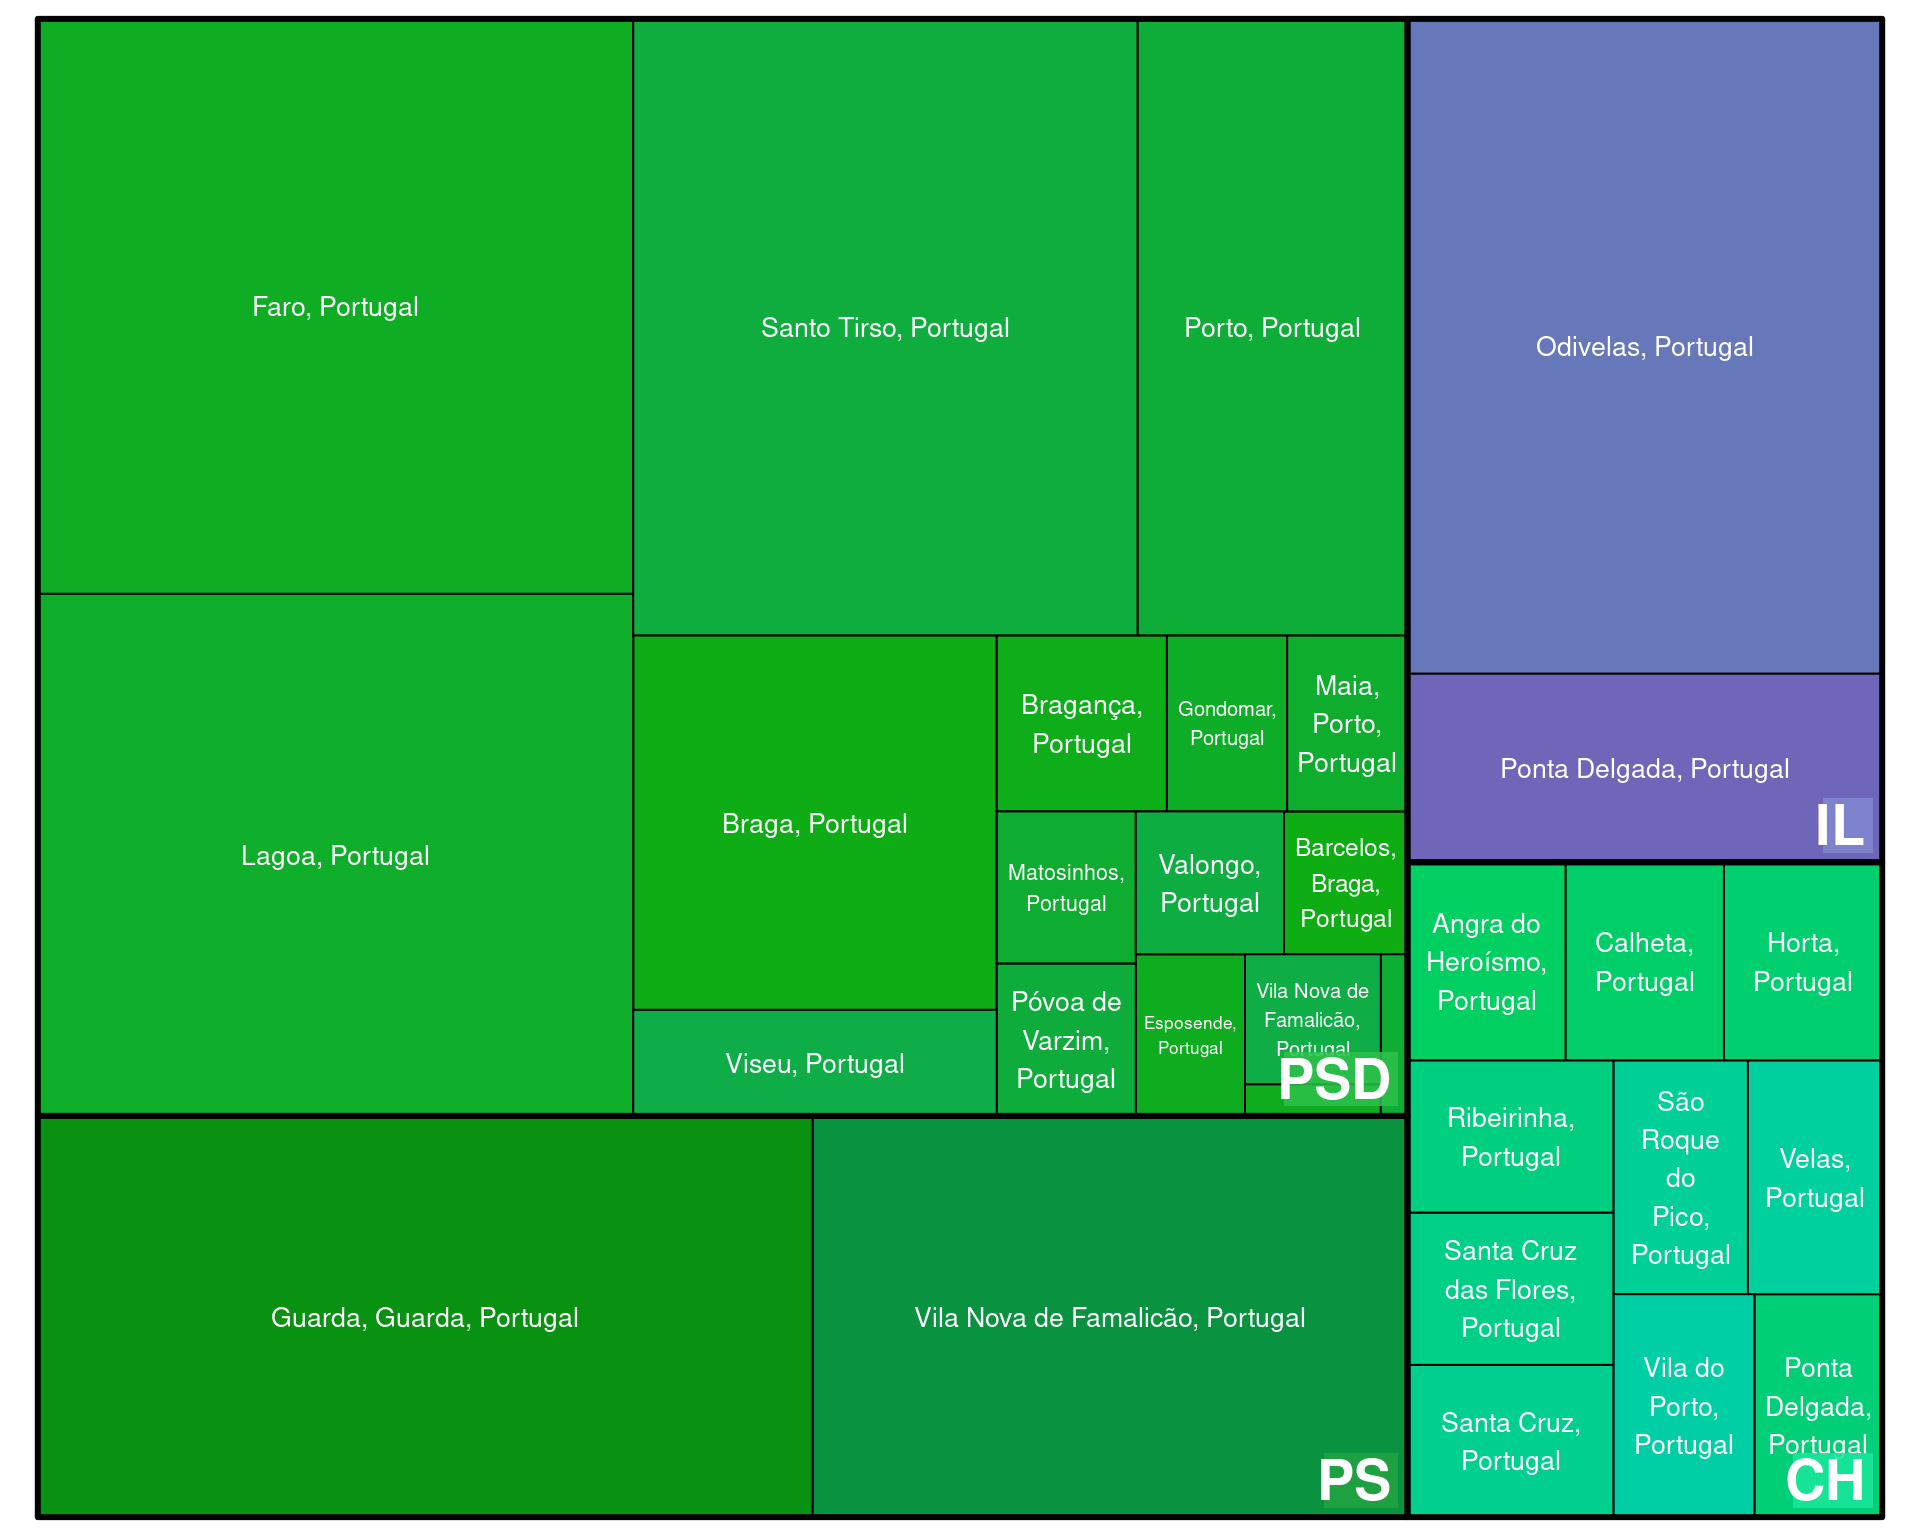 Faro, Portugal
Santo Tirso, Portugal
Porto, Portugal
Odivelas, Portugal
Lagoa, Portugal
Braga, Portugal
Viseu, Portugal
Bragança,
Portugal
Gondomar,
Portugal
Maia,
Porto,
Portugal
Matosinhos,
Portugal
Valongo,
Portugal
Barcelos,
Braga,
Portugal
Póvoa de
Varzim,
Portugal
Esposende,
Portugal
Vila Nova de
Famalicão,
Portugal
PSD
Ponta Delgada, Portugal
IL
Guarda, Guarda, Portugal
Vila Nova de Famalicão, Portugal
PS
Angra do
Heroísmo,
Portugal
Calheta,
Portugal
Horta,
Portugal
Ribeirinha,
Portugal
São
Roque
do
Pico,
Portugal
Velas,
Portugal
Santa Cruz
das Flores,
Portugal
Santa Cruz,
Portugal
Vila do
Porto,
Portugal
Ponta
Delgada,
Portugal
CH